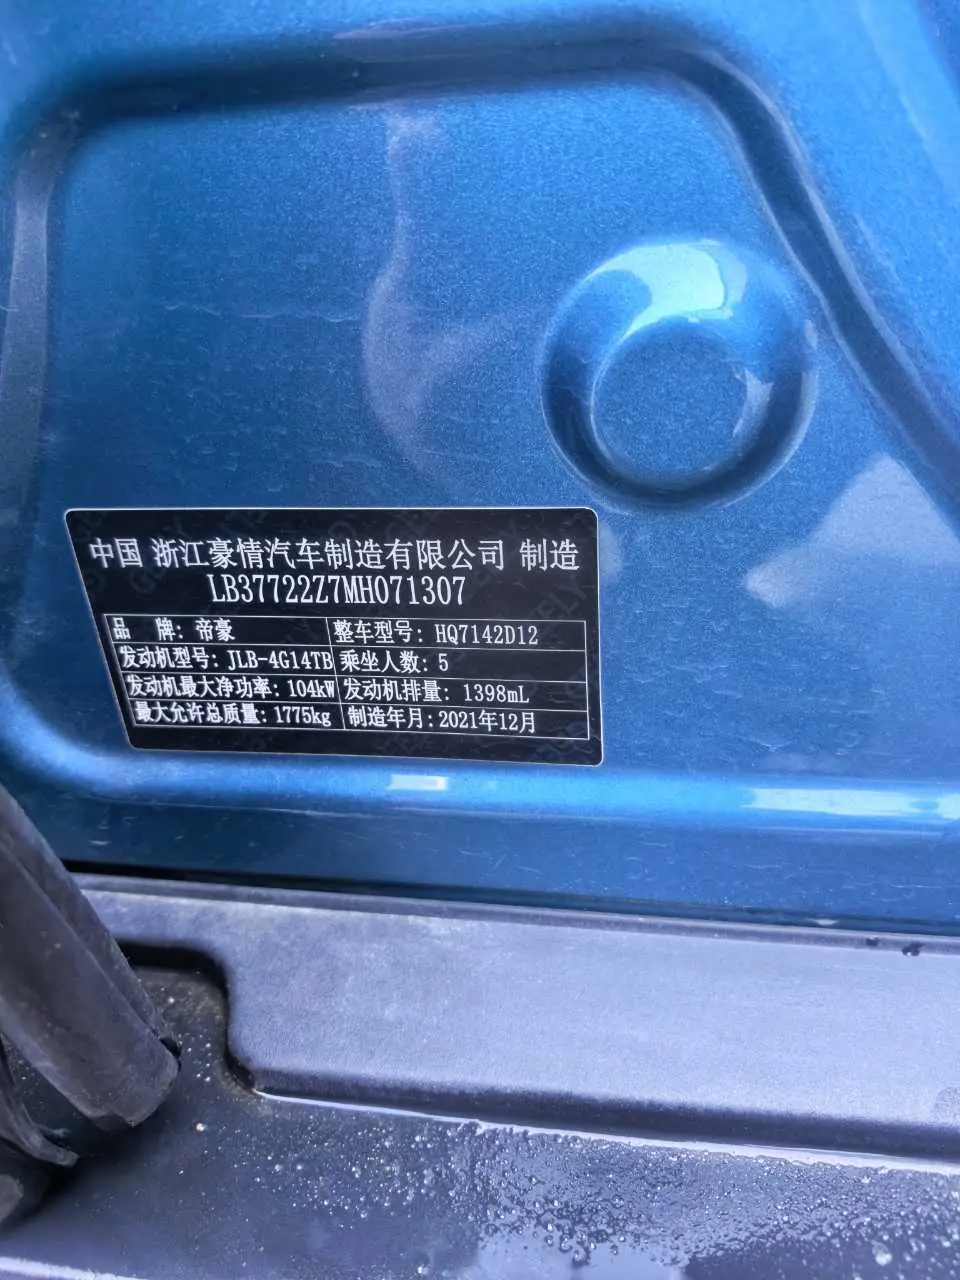 中国 浙江豪情汽车制造有限公司 制造
LB37722Z7MH071307
品 牌: 帝豪 整车型号: HQ7142D12
发动机型号: JLB-4G14TB 乘坐人数: 5
发动机最大净功率: 104kW 发动机排量: 1398mL
最大允许总质量: 1775kg 制造年月: 2021年12月